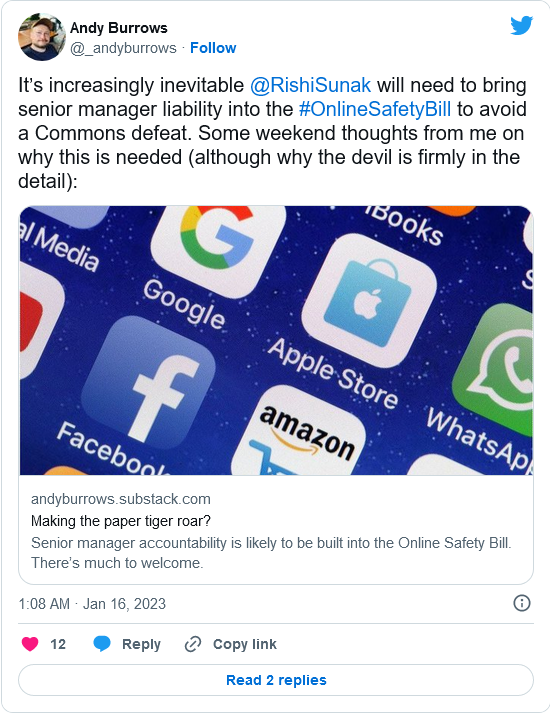 Andy Burrows
@_andyburrows · Follow
It’s increasingly inevitable @RishiSunak will need to bring
senior manager liability into the #OnlineSafetyBill to avoid
a Commons defeat. Some weekend thoughts from me on
why this is needed (although why the devil is firmly in the
detail):
al Media
Google
iBooks
Apple Store
Facebook
amazon
WhatsApp
andyburrows.substack.com
Making the paper tiger roar?
Senior manager accountability is likely to be built into the Online Safety Bill.
There’s much to welcome.
1:08 AM · Jan 16, 2023
12 Reply Copy link
Read 2 replies